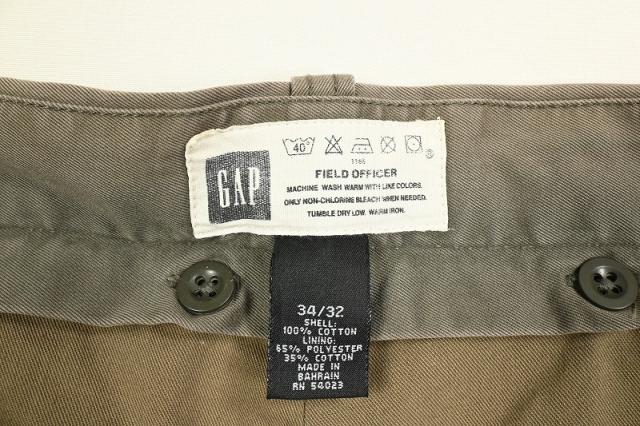 40°
1166
GAP
®
FIELD OFFICER
MACHINE WASH WARM WITH LIKE COLORS.
ONLY NON-CHLORINE BLEACH WHEN NEEDED.
TUMBLE DRY LOW. WARM IRON.
34/32
SHELL:
100% COTTON
LINING:
65% POLYESTER
35% COTTON
MADE IN
BAHRAIN
RN 54023